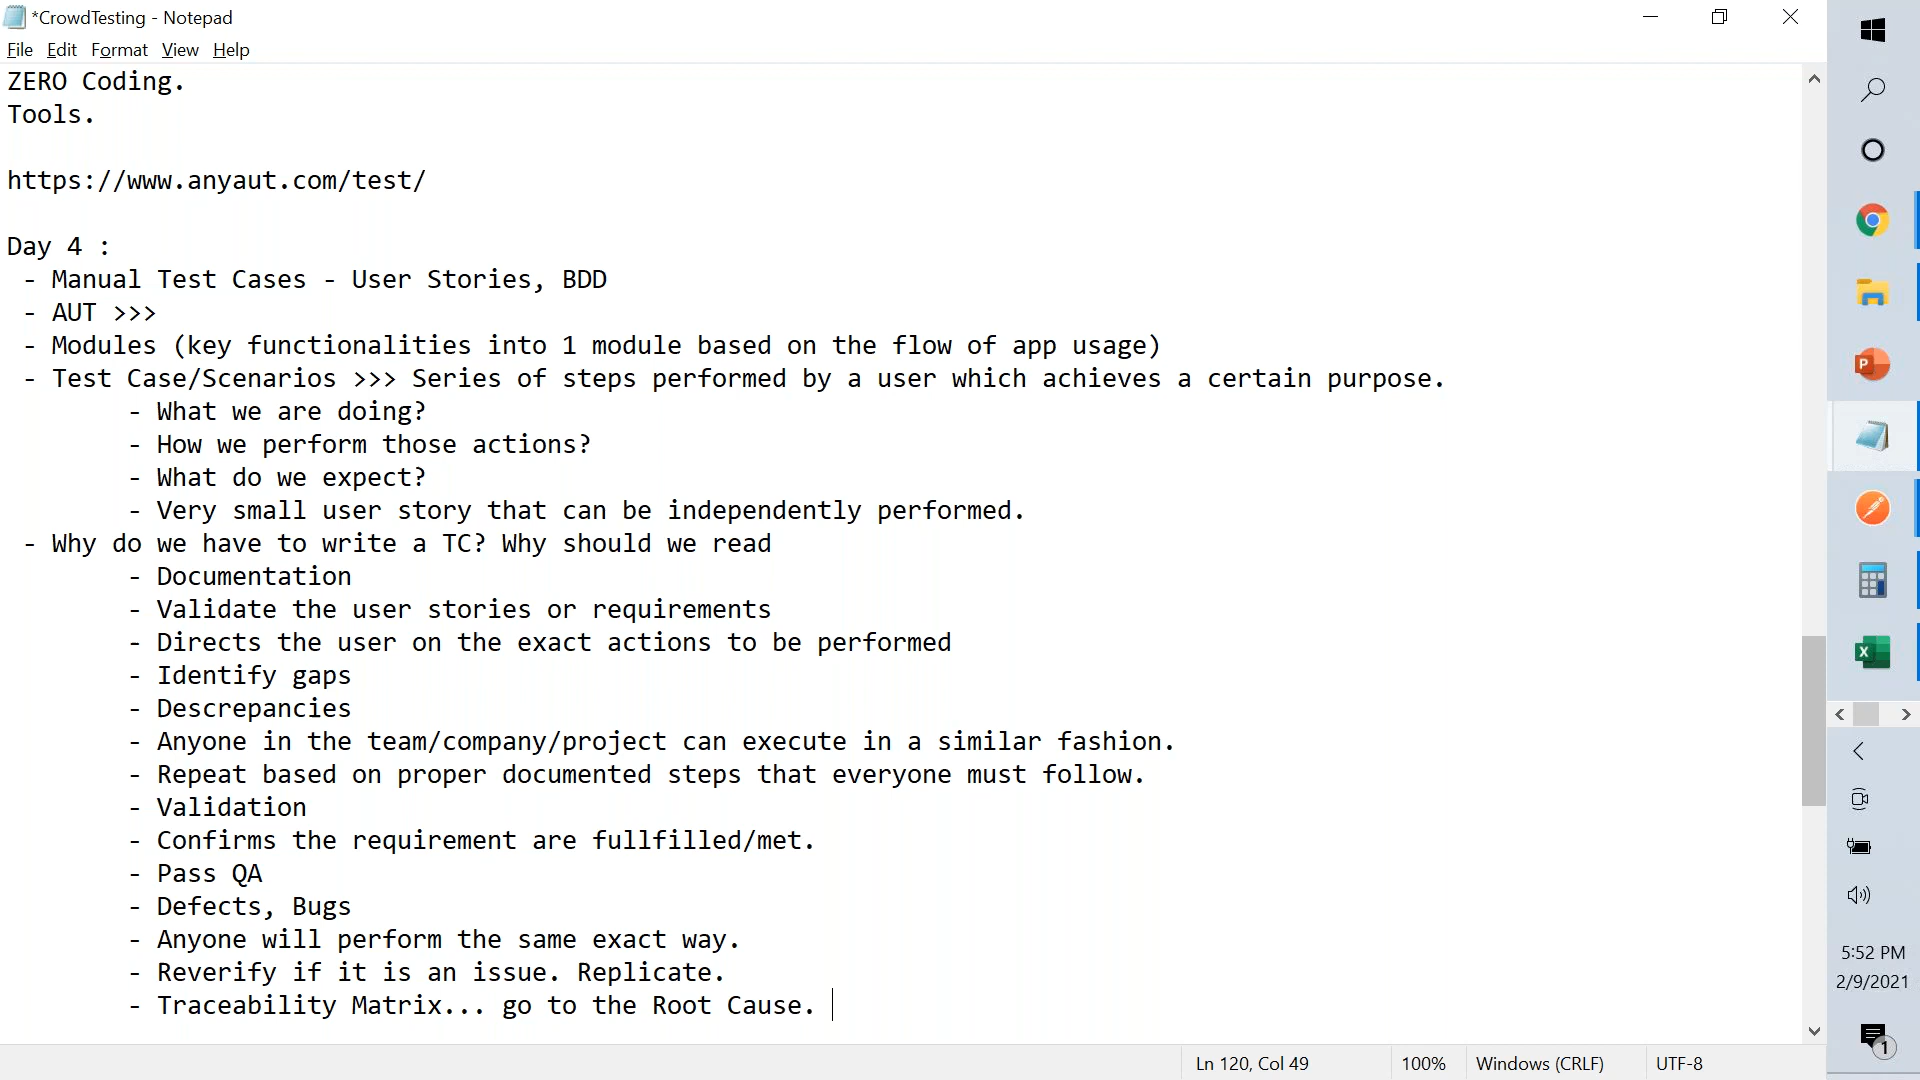 *CrowdTesting - Notepad
File Edit Format View Help
ZERO Coding.
Tools.
https://www.anyaut.com/test/
Day 4 :
- Manual Test Cases - User Stories, BDD
- AUT >>>
- Modules (key functionalities into 1 module based on the flow of app usage)
- Test Case/Scenarios >>> Series of steps performed by a user which achieves a certain purpose.
- What we are doing?
- How we perform those actions?
- What do we expect?
- Very small user story that can be independently performed.
- Why do we have to write a TC? Why should we read
- Documentation
- Validate the user stories or requirements
- Directs the user on the exact actions to be performed
- Identify gaps
- Descrepancies
- Anyone in the team/company/project can execute in a similar fashion.
- Repeat based on proper documented steps that everyone must follow.
- Validation
- Confirms the requirement are fullfilled/met.
- Pass QA
- Defects, Bugs
- Anyone will perform the same exact way.
- Reverify if it is an issue. Replicate.
- Traceability Matrix... go to the Root Cause.
Ln 120, Col 49
100%
Windows (CRLF)
UTF-8
P
X
5:52 PM
2/9/2021
1